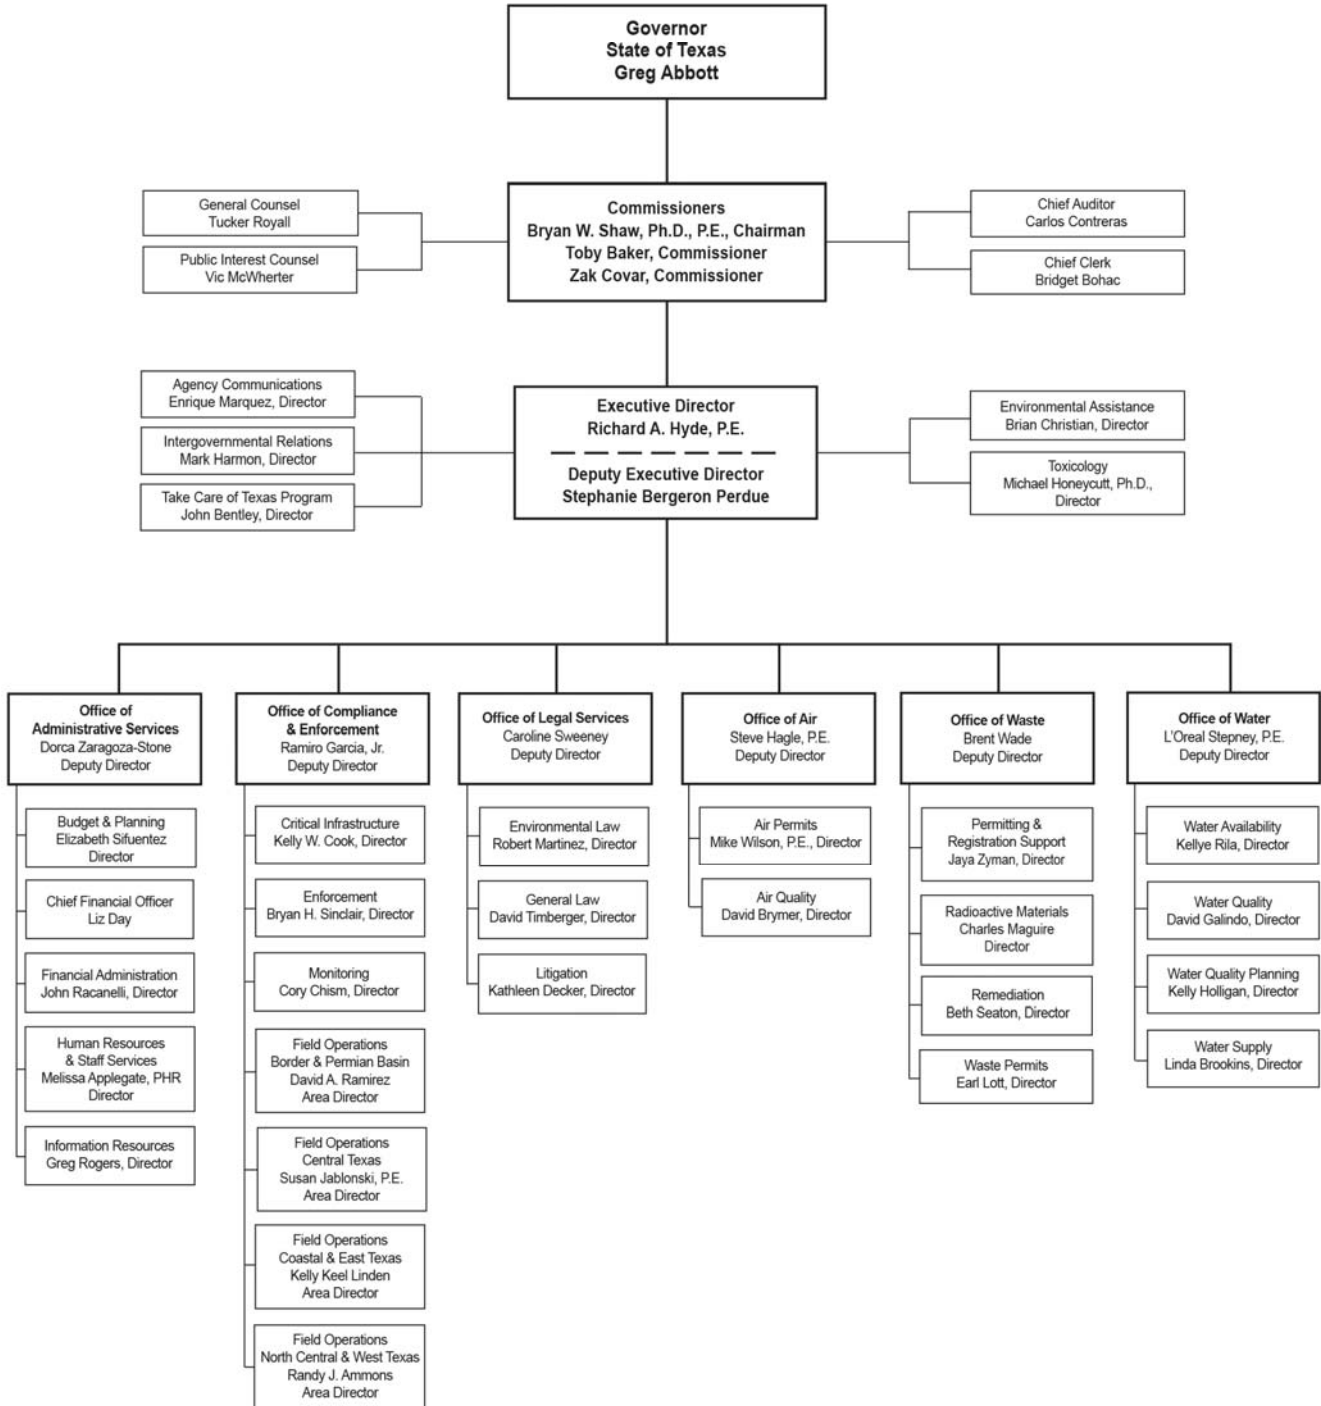 Governor
State of Texas
Greg Abbott
General Counsel
Tucker Royall
Public Interest Counsel
Vic McWherter
Commissioners
Bryan W. Shaw, Ph.D., P.E., Chairman
Toby Baker, Commissioner
Zak Covar, Commissioner
Chief Auditor
Carlos Contreras
Chief Clerk
Bridget Bohac
Agency Communications
Enrique Marquez, Director
Intergovernmental Relations
Mark Harmon, Director
Take Care of Texas Program
John Bentley, Director
Executive Director
Richard A. Hyde, P.E.
Deputy Executive Director
Stephanie Bergeron Perdue
Environmental Assistance
Brian Christian, Director
Toxicology
Michael Honeycutt, Ph.D.,
Director
Office of
Administrative Services
Dorca Zaragoza-Stone
Deputy Director
Budget & Planning
Elizabeth Sifuentez
Director
Chief Financial Officer
Liz Day
Financial Administration
John Racanelli, Director
Human Resources
& Staff Services
Melissa Applegate, PHR
Director
Information Resources
Greg Rogers, Director
Office of Compliance
& Enforcement
Ramiro Garcia, Jr.
Deputy Director
Critical Infrastructure
Kelly W. Cook, Director
Enforcement
Bryan H. Sinclair, Director
Monitoring
Cory Chism, Director
Field Operations
Border & Permian Basin
David A. Ramirez
Area Director
Field Operations
Central Texas
Susan Jablonski, P.E.
Area Director
Field Operations
Coastal & East Texas
Kelly Keel Linden
Area Director
Field Operations
North Central & West Texas
Randy J. Ammons
Area Director
Office of Legal Services
Caroline Sweeney
Deputy Director
Environmental Law
Robert Martinez, Director
General Law
David Timberger, Director
Litigation
Kathleen Decker, Director
Office of Air
Steve Hagle, P.E.
Deputy Director
Air Permits
Mike Wilson, P.E., Director
Air Quality
David Brymer, Director
Office of Waste
Brent Wade
Deputy Director
Permitting &
Registration Support
Jaya Zyman, Director
Radioactive Materials
Charles Maguire
Director
Remediation
Beth Seaton, Director
Waste Permits
Earl Lott, Director
Office of Water
L'Oreal Stepney, P.E.
Deputy Director
Water Availability
Kellye Rila, Director
Water Quality
David Galindo, Director
Water Quality Planning
Kelly Holligan, Director
Water Supply
Linda Brookins, Director